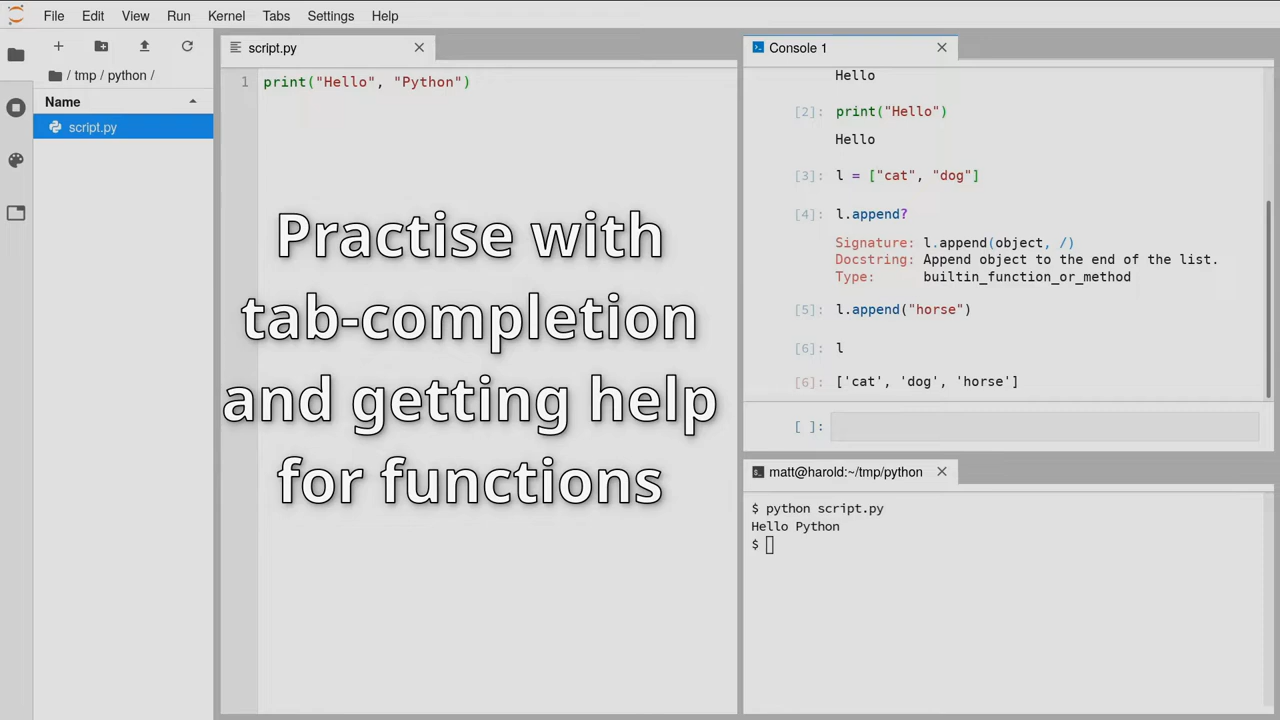 File Edit View Run Kernel Tabs Settings Help
/ tmp / python /
Name
script.py
script.py
1 print("Hello", "Python")
Practise with
tab-completion
and getting help
for functions
Console 1
Hello
[2]: print("Hello")
Hello
[3]: l = ["cat", "dog"]
[4]: l.append?
Signature: l.append(object, /)
Docstring: Append object to the end of the list.
Type: builtin_function_or_method
[5]: l.append("horse")
[6]: l
[6]: ['cat', 'dog', 'horse']
[ ]:
matt@harold:~/tmp/python
$ python script.py
Hello Python
$